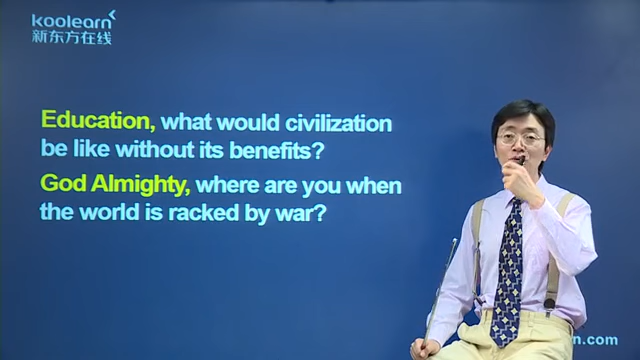 koolearn
新东方在线
Education, what would civilization
be like without its benefits?
God Almighty, where are you when
the world is racked by war?
n.com